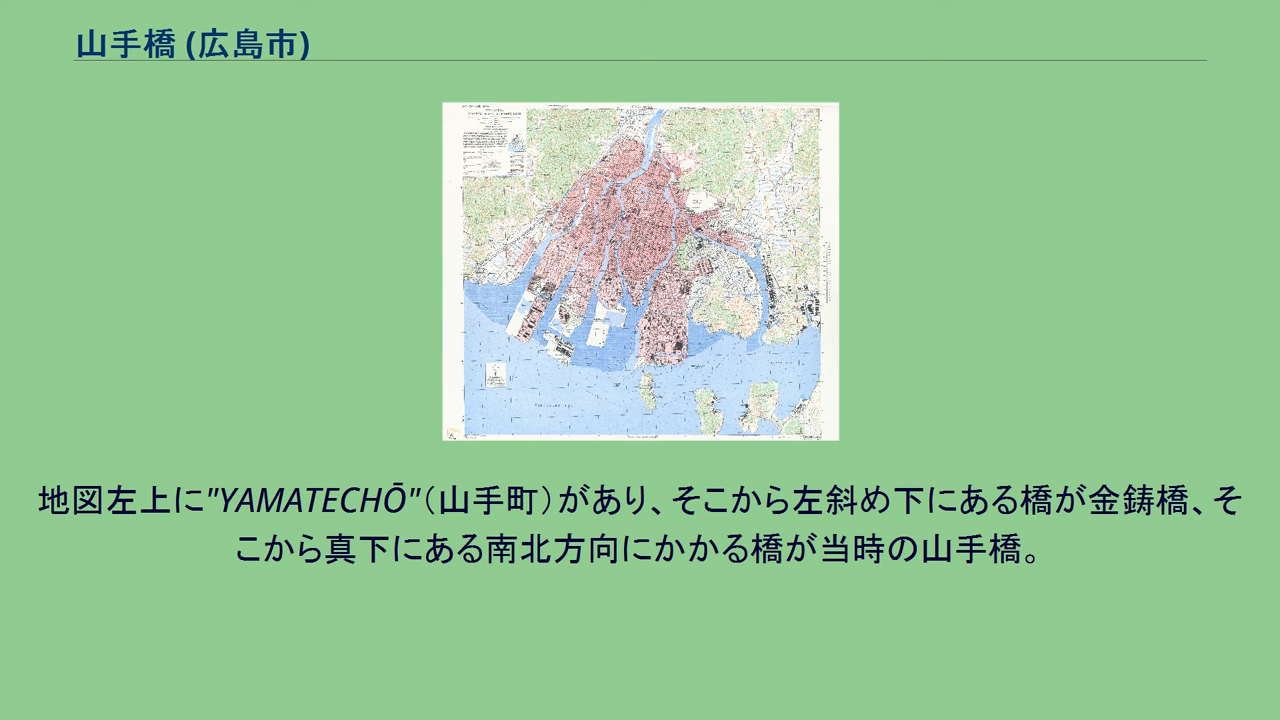 山手橋 (広島市)
地図左上に"YAMATECHŌ"（山手町）があり、そこから左斜め下にある橋が金鋳橋、そ
こから真下にある南北方向にかかる橋が当時の山手橋。